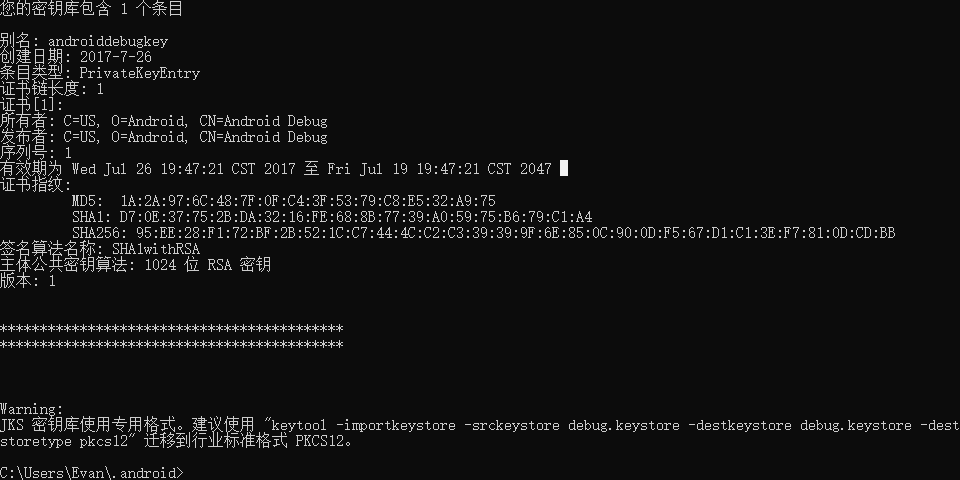 您的密钥库包含 1 个条目
别名: androiddebugkey
创建日期: 2017-7-26
条目类型: PrivateKeyEntry
证书链长度: 1
证书[1]:
所有者: C=US, O=Android, CN=Android Debug
发布者: C=US, O=Android, CN=Android Debug
序列号: 1
有效期为 Wed Jul 26 19:47:21 CST 2017 至 Fri Jul 19 19:47:21 CST 2047
证书指纹:
MD5:  1A:2A:97:6C:48:7F:0F:C4:3F:53:79:C8:E5:32:A9:75
SHA1: D7:0E:37:75:2B:DA:32:16:FE:68:8B:77:39:A0:59:75:B6:79:C1:A4
SHA256: 95:EE:28:F1:72:BF:2B:52:1C:C7:44:4C:C2:C3:39:39:9F:6E:85:0C:90:0D:F5:67:D1:C1:3E:F7:81:0D:CD:BB
签名算法名称: SHA1withRSA
主体公共密钥算法: 1024 位 RSA 密钥
版本: 1
*******************************************
*******************************************
Warning:
JKS 密钥库使用专用格式。建议使用 "keytool -importkeystore -srckeystore debug.keystore -destkeystore debug.keystore -dest
storetype pkcs12" 迁移到行业标准格式 PKCS12。
C:\Users\Evan\.android>